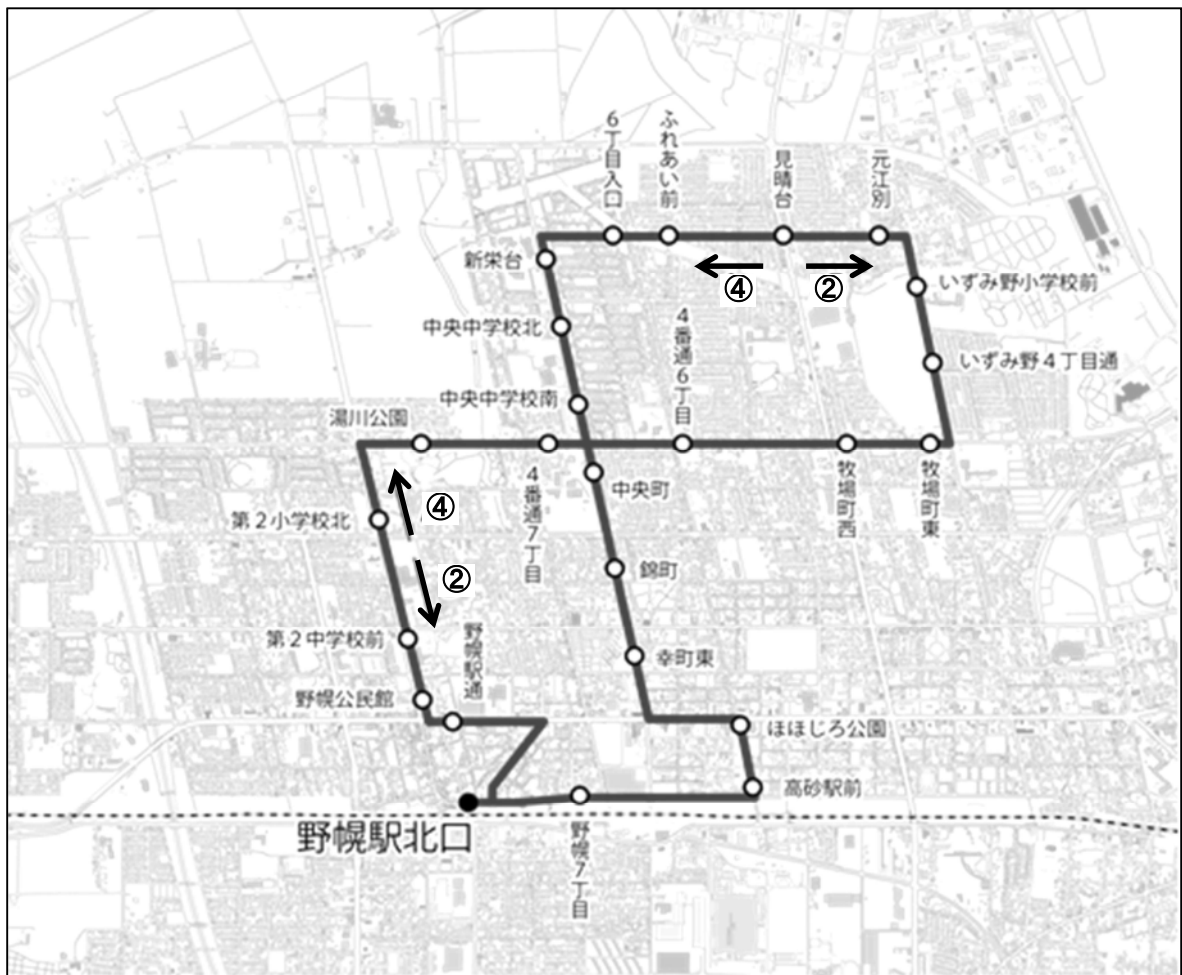 6丁目入口
ふれあい前
見晴台
元江別
新栄台
④
②
いずみ野小学校前
中央中学校北
4番通6丁目
いずみ野4丁目通
中央中学校南
湯川公園
④
第2小学校北
4番通7丁目
中央町
牧場町西
牧場町東
②
錦町
第2中学校前
野幌駅通
幸町東
野幌公民館
ほほじろ公園
高砂駅前
野幌駅北口
野幌7丁目